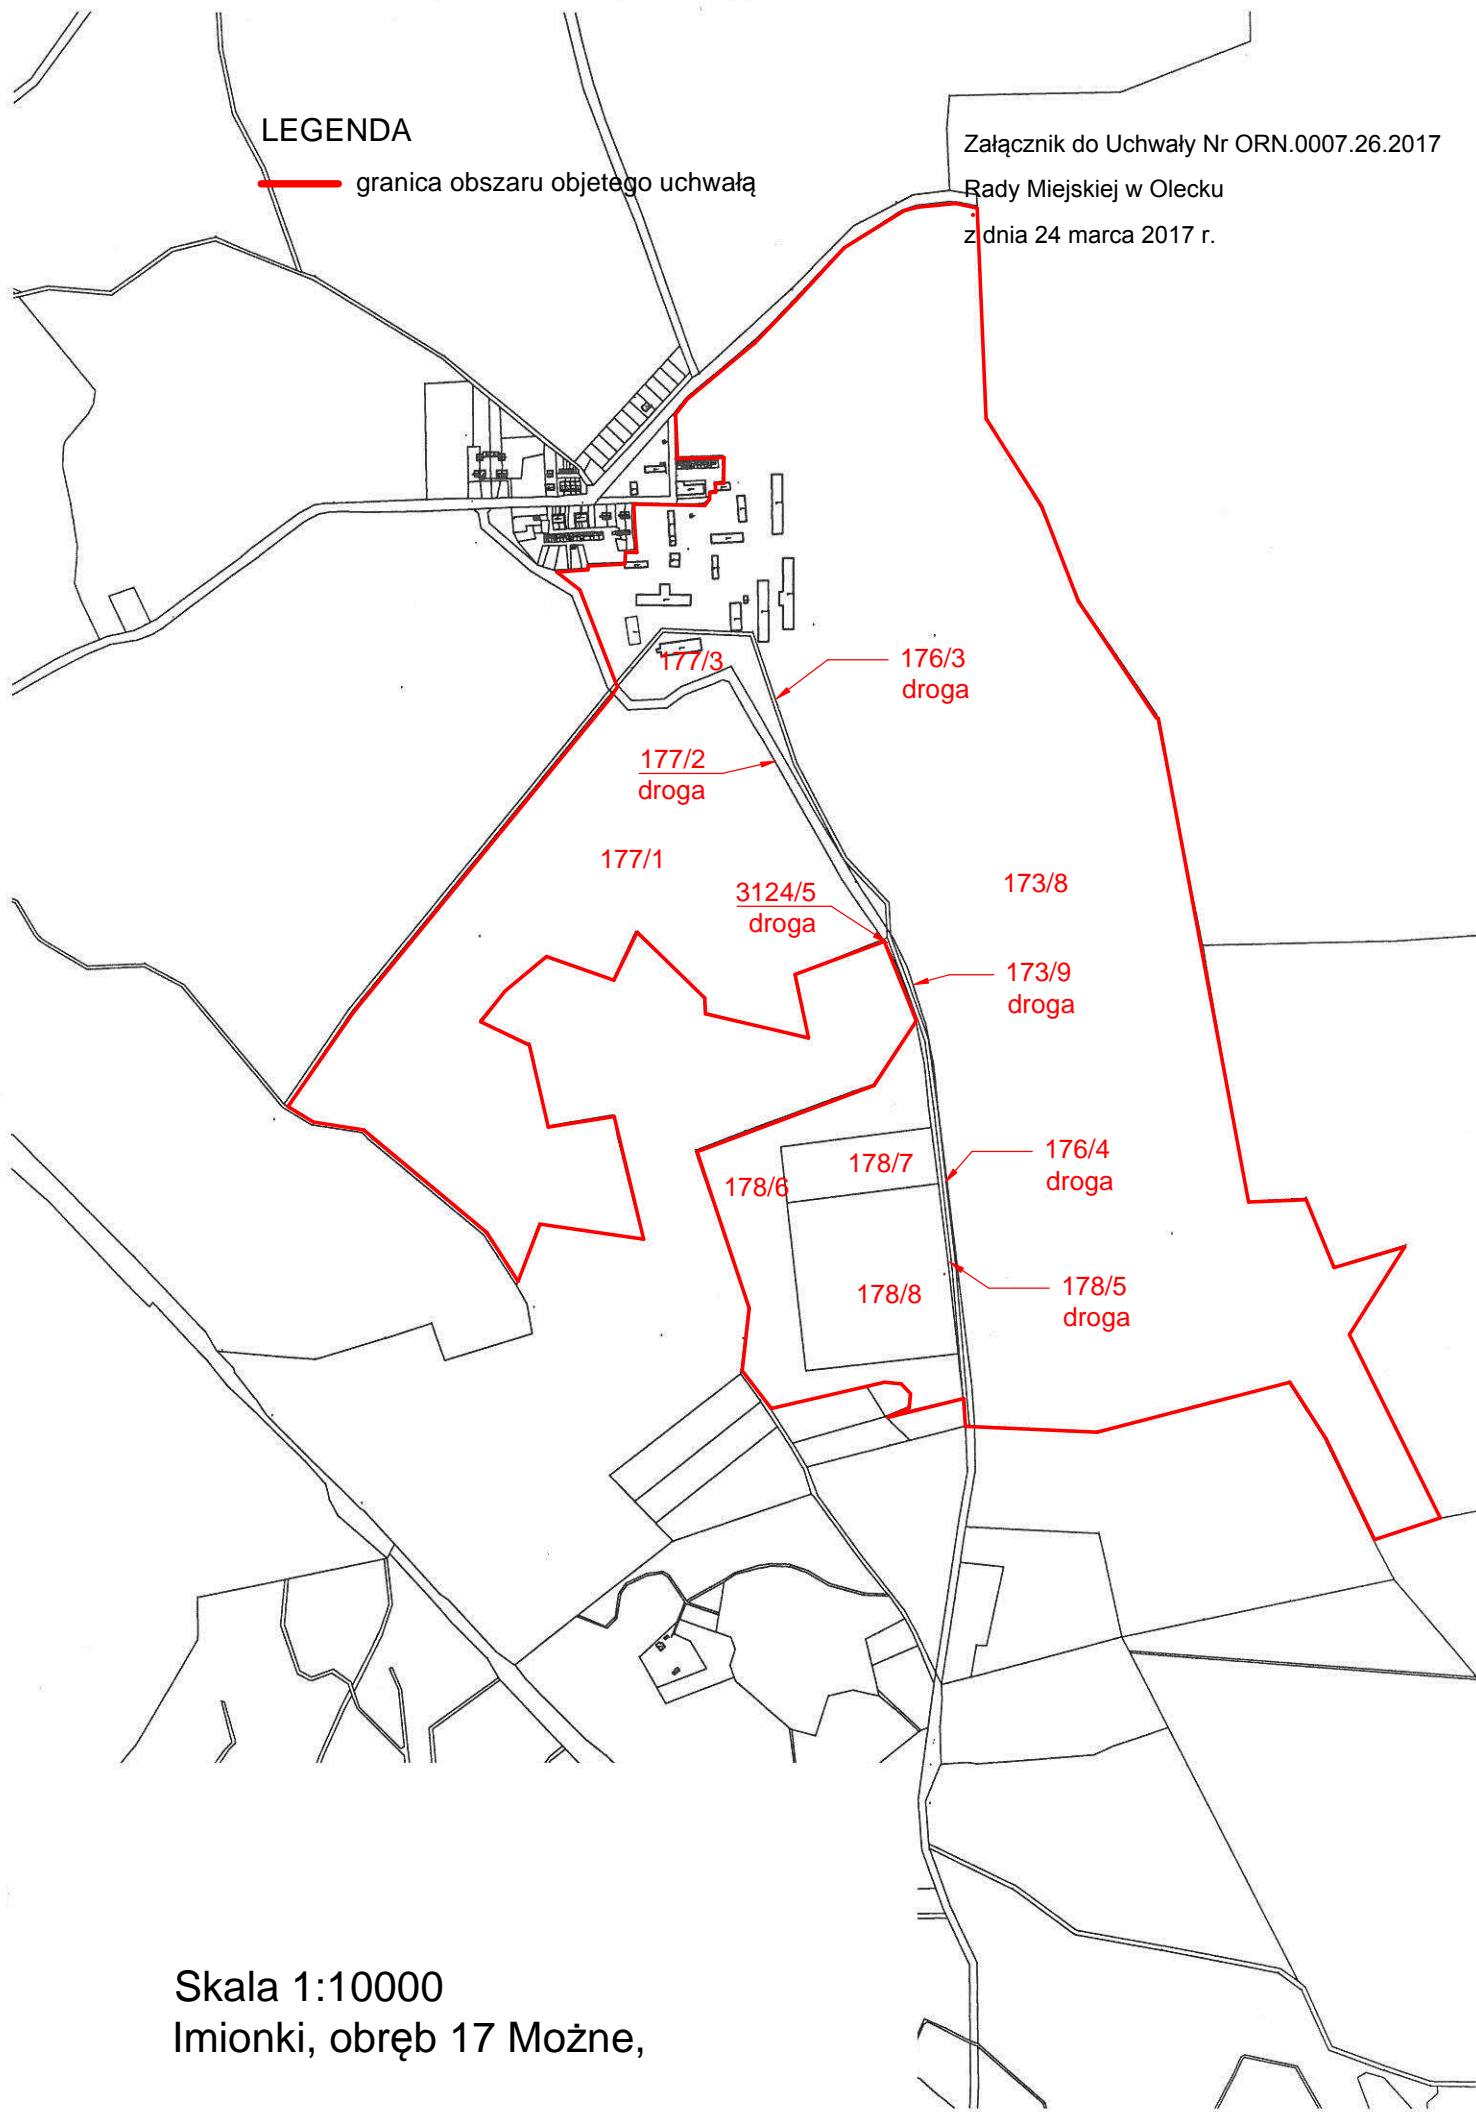 LEGENDA
granica obszaru objetego uchwałą
Załącznik do Uchwały Nr ORN.0007.26.2017
Rady Miejskiej w Olecku
z dnia 24 marca 2017 r.
177/3
176/3
droga
177/2
droga
177/1
3124/5
droga
173/8
173/9
droga
178/7
176/4
droga
178/6
178/8
178/5
droga
Skala 1:10000
Imionki, obręb 17 Możne,